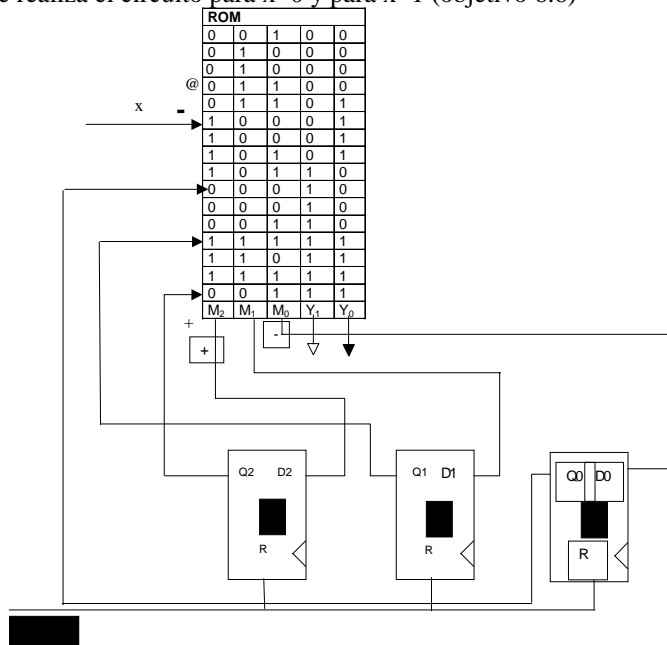 e realiza el circuito para x=0 y para x=1 (objetivo 6.6)
ROM
0 0 1 0 0
0 1 0 0 0
0 1 0 0 0
@ 0 1 1 0 0
0 1 1 0 1
x - 1 0 0 0 1
1 0 0 0 1
1 0 1 0 1
1 0 1 1 0
0 0 0 1 0
0 0 0 1 0
0 0 1 1 0
1 1 1 1 1
1 1 0 1 1
1 1 1 1 1
0 0 1 1 1
M2 M1 M0 Y1 Y0
+
+ -
Q2 D2 Q1 D1 Q0 D0
R R R